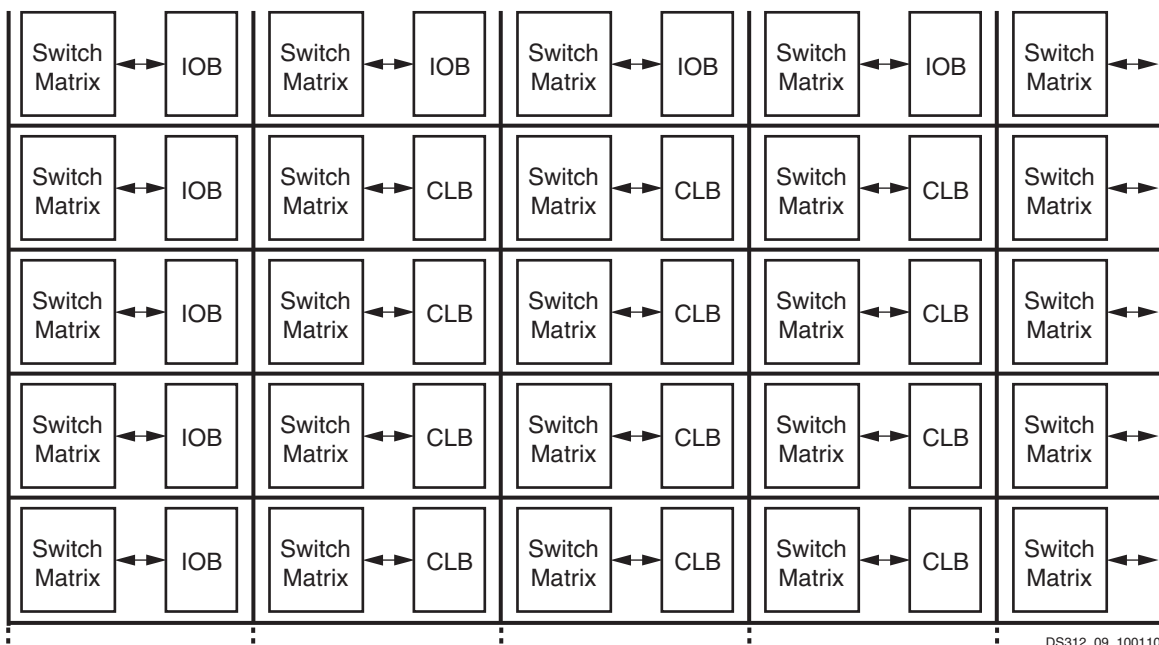 Switch
Matrix
IOB
Switch
Matrix
IOB
Switch
Matrix
IOB
Switch
Matrix
IOB
Switch
Matrix
Switch
Matrix
IOB
Switch
Matrix
CLB
Switch
Matrix
CLB
Switch
Matrix
CLB
Switch
Matrix
Switch
Matrix
IOB
Switch
Matrix
CLB
Switch
Matrix
CLB
Switch
Matrix
CLB
Switch
Matrix
Switch
Matrix
IOB
Switch
Matrix
CLB
Switch
Matrix
CLB
Switch
Matrix
CLB
Switch
Matrix
Switch
Matrix
IOB
Switch
Matrix
CLB
Switch
Matrix
CLB
Switch
Matrix
CLB
Switch
Matrix
DS312_09_100110